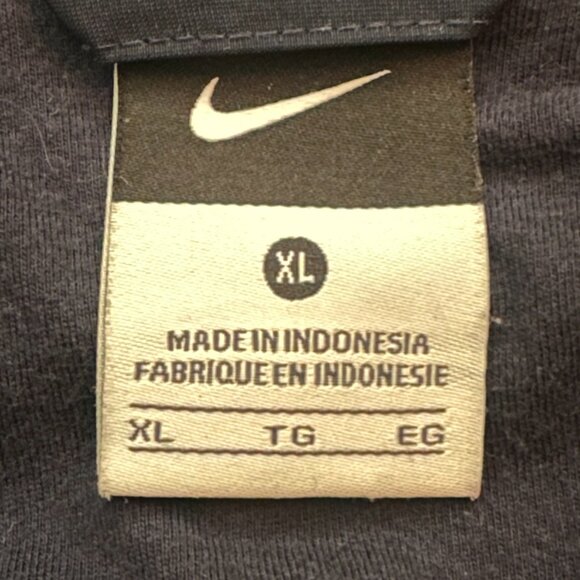 XL
MADE IN INDONESIA
FABRIQUE EN INDONESIE
XL TG EG